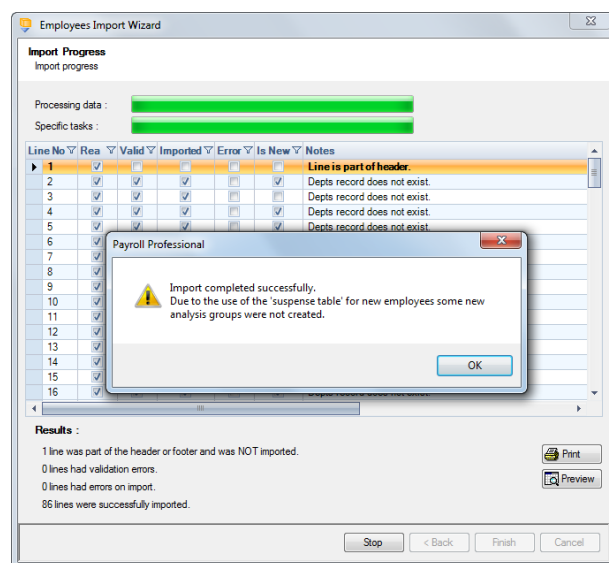 Employees Import Wizard
Import Progress
Import progress
Processing data :
Specific tasks :
Line No Rea Valid Imported Error Is New Notes
1 Line is part of header.
2 Depts record does not exist.
3 Depts record does not exist.
4 Depts record does not exist.
5 Depts record does not exist.
6
Payroll Professional
7
8
9
Import completed successfully.
10
Due to the use of the 'suspense table' for new employees some new
11
analysis groups were not created.
12
13
14
OK
15
16 Depts record does not exist.
Results :
1 line was part of the header or footer and was NOT imported.
Print
0 lines had validation errors.
0 lines had errors on import.
Preview
86 lines were successfully imported.
Stop < Back Finish Cancel